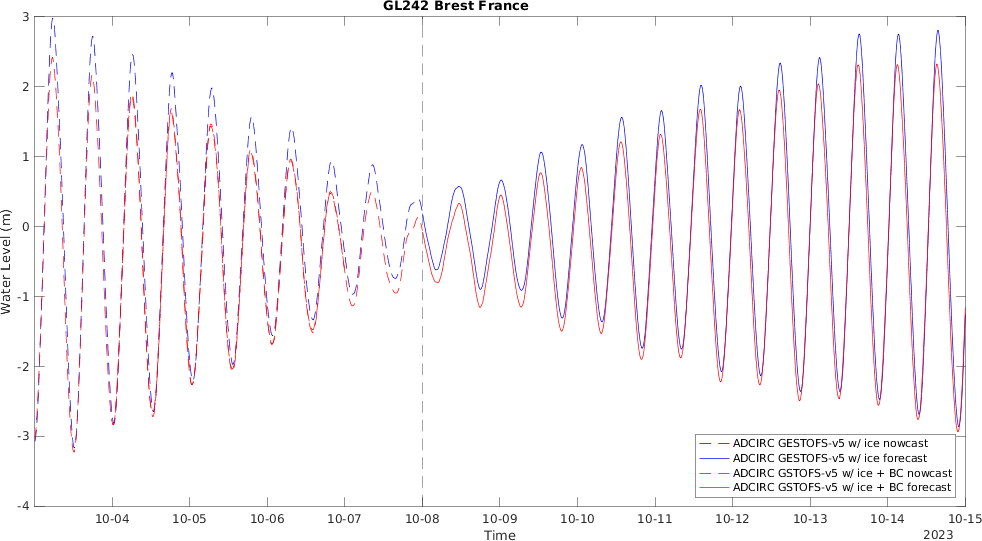 GL242 Brest France
3
2
1
0
-1
-2
-3
-4
Water Level (m)
ADCIRC GESTOFS-v5 w/ ice nowcast
ADCIRC GESTOFS-v5 w/ ice forecast
ADCIRC GSTOFS-v5 w/ ice + BC nowcast
ADCIRC GSTOFS-v5 w/ ice + BC forecast
10-04 10-05 10-06 10-07 10-08 10-09 10-10 10-11 10-12 10-13 10-14 10-15
Time
2023